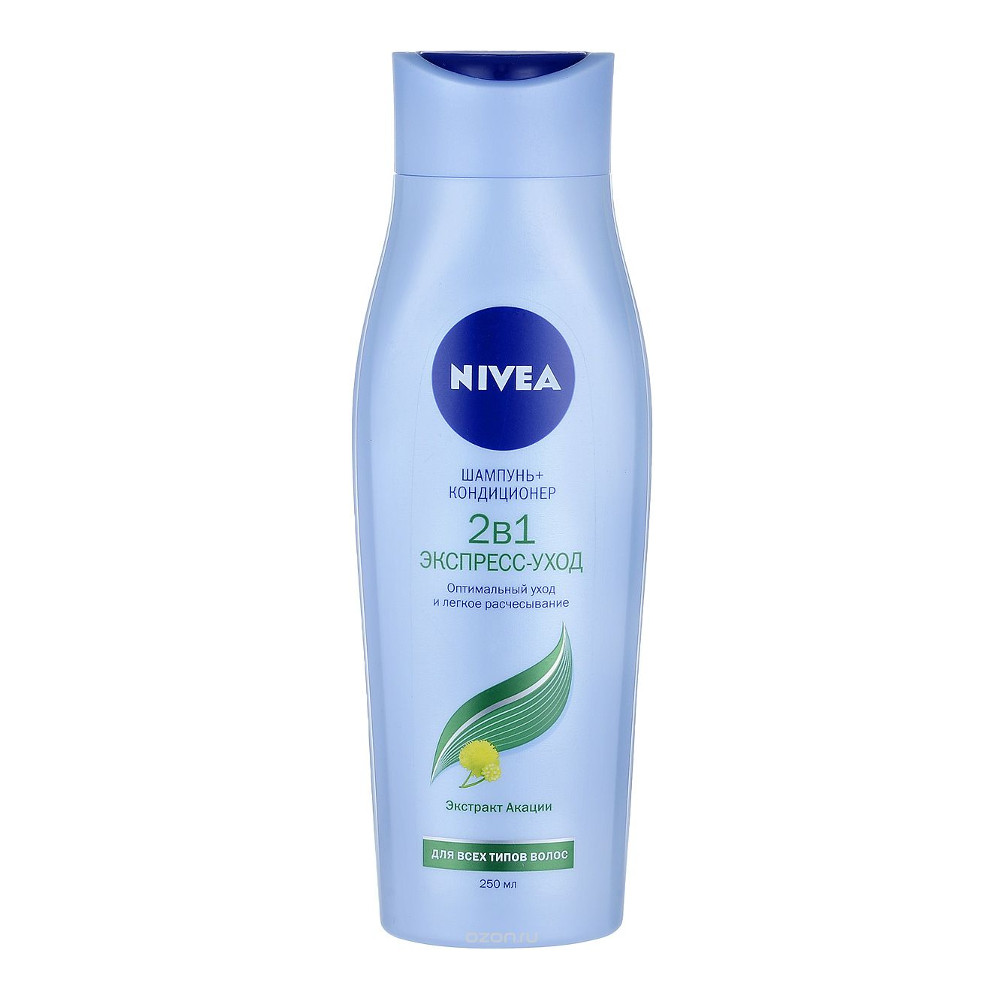 NIVEA
ШАМПУНЬ+
КОНДИЦИОНЕР
2в1
ЭКСПРЕСС-УХОД
Оптимальный уход
и легкое расчесывание
Экстракт Акации
ДЛЯ ВСЕХ ТИПОВ ВОЛОС
250 мл
ozon.ru